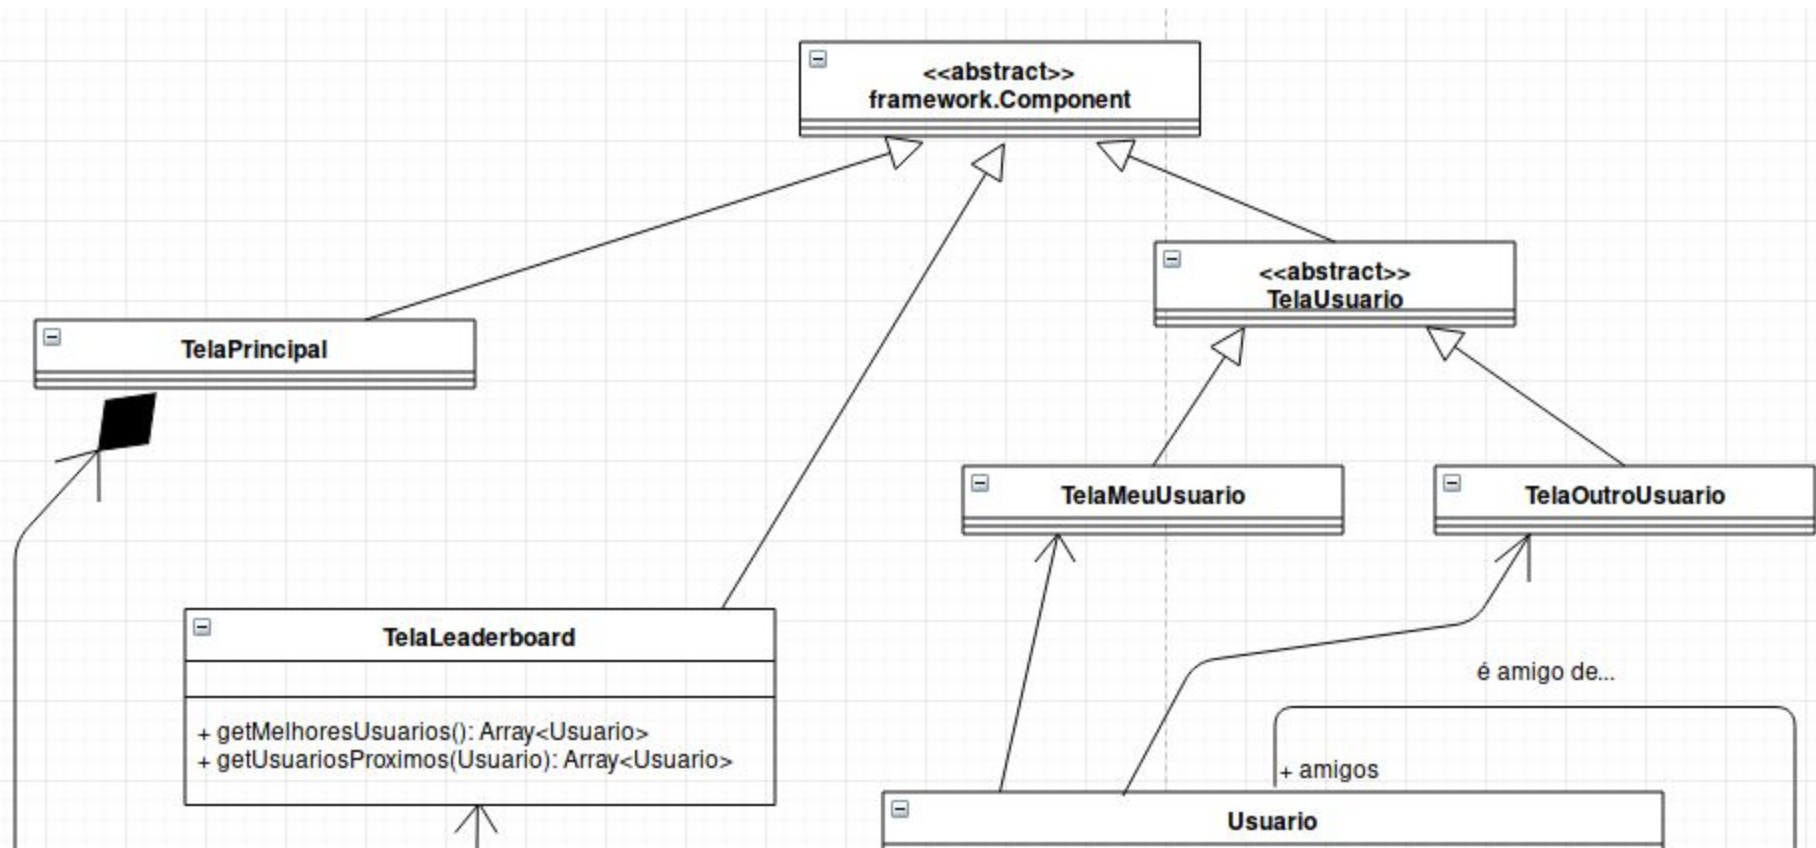 <<abstract>>
framework.Component
<<abstract>>
TelaUsuario
TelaPrincipal
TelaMeuUsuario
TelaOutroUsuario
TelaLeaderboard
+ getMelhoresUsuarios(): Array<Usuario>
+ getUsuariosProximos(Usuario): Array<Usuario>
é amigo de...
+ amigos
Usuario